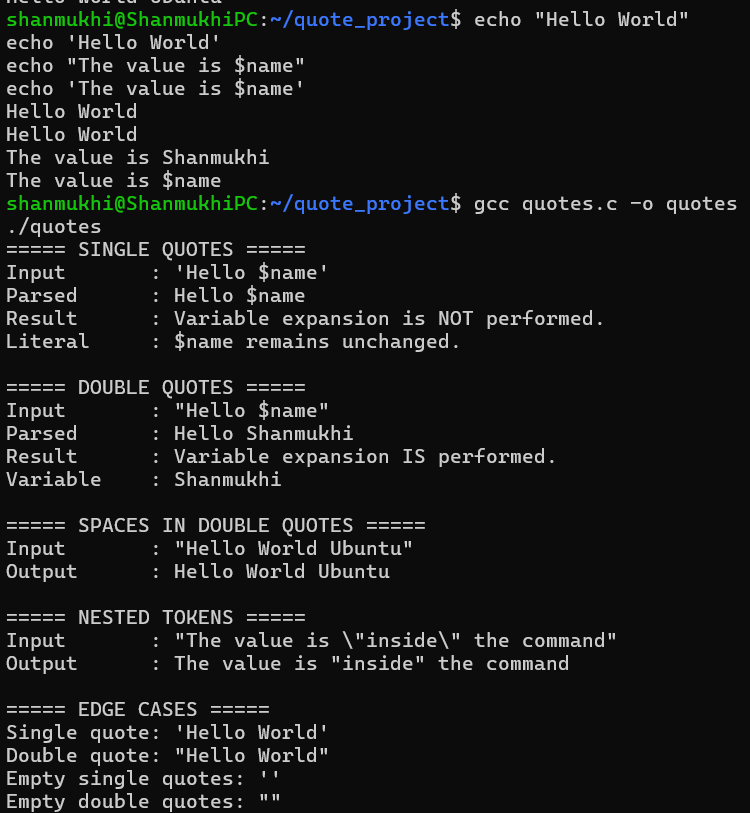 Hello World Ubuntu
shanmukhi@ShanmukhiPC:~/quote_project$ echo "Hello World"
echo 'Hello World'
echo "The value is $name"
echo 'The value is $name'
Hello World
Hello World
The value is Shanmukhi
The value is $name
shanmukhi@ShanmukhiPC:~/quote_project$ gcc quotes.c -o quotes
./quotes
===== SINGLE QUOTES =====
Input       : 'Hello $name'
Parsed      : Hello $name
Result      : Variable expansion is NOT performed.
Literal     : $name remains unchanged.

===== DOUBLE QUOTES =====
Input       : "Hello $name"
Parsed      : Hello Shanmukhi
Result      : Variable expansion IS performed.
Variable    : Shanmukhi

===== SPACES IN DOUBLE QUOTES =====
Input       : "Hello World Ubuntu"
Output      : Hello World Ubuntu

===== NESTED TOKENS =====
Input       : "The value is \"inside\" the command"
Output      : The value is "inside" the command

===== EDGE CASES =====
Single quote: 'Hello World'
Double quote: "Hello World"
Empty single quotes: ''
Empty double quotes: ""